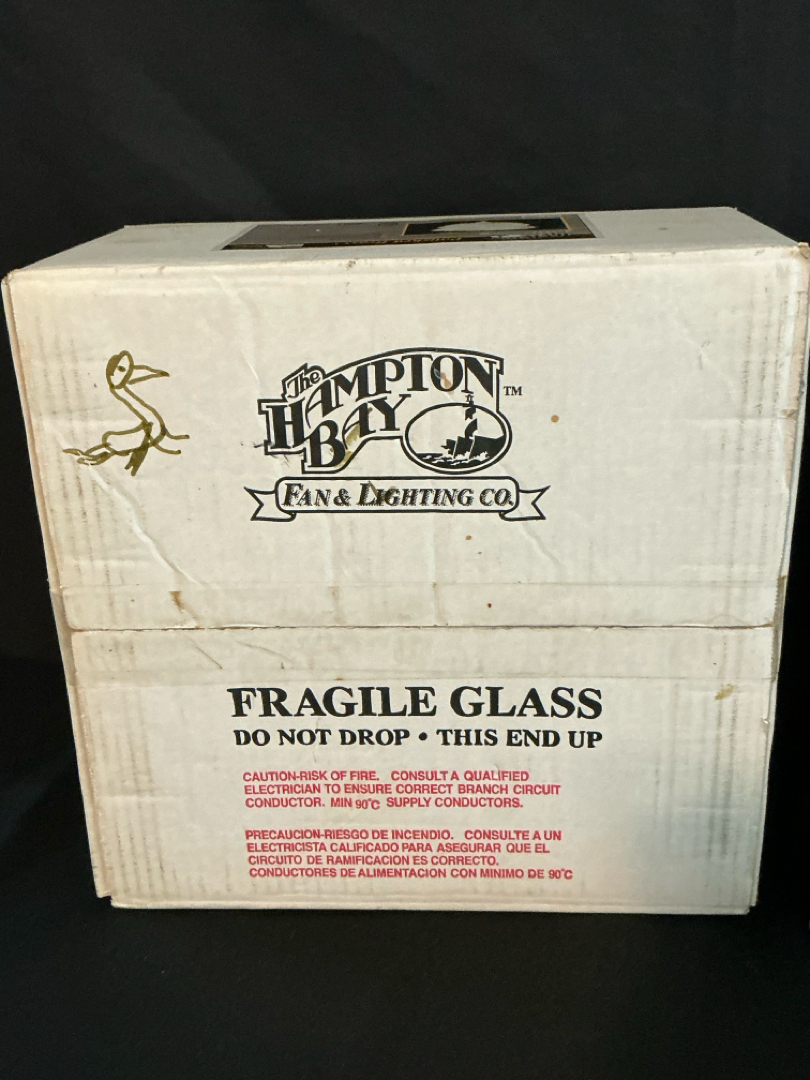 The
HAMPTON
BAY
TM
FAN & LIGHTING CO.
FRAGILE GLASS
DO NOT DROP • THIS END UP
CAUTION-RISK OF FIRE. CONSULT A QUALIFIED
ELECTRICIAN TO ENSURE CORRECT BRANCH CIRCUIT
CONDUCTOR. MIN 90°C SUPPLY CONDUCTORS.
PRECAUCION-RIESGO DE INCENDIO. CONSULTE A UN
ELECTRICISTA CALIFICADO PARA ASEGURAR QUE EL
CIRCUITO DE RAMIFICACION ES CORRECTO.
CONDUCTORES DE ALIMENTACION CON MINIMO DE 90°C